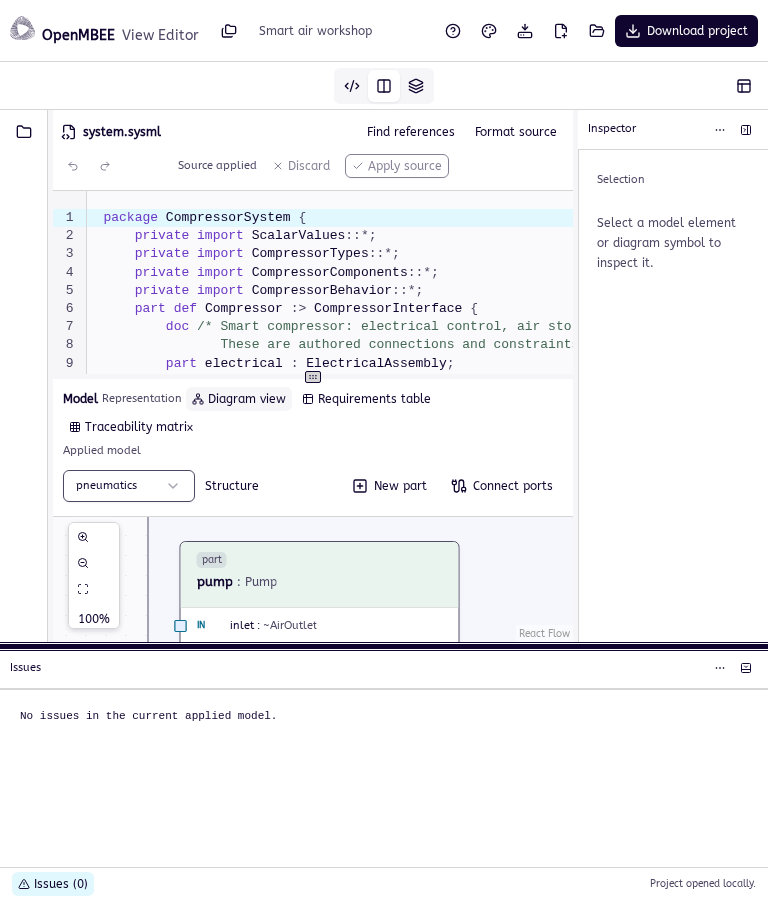 OpenMBEE View Editor
Smart air workshop
Download project
system.sysml
Find references
Format source
Source applied
Discard
Apply source
1 package CompressorSystem {
2 private import ScalarValues::*;
3 private import CompressorTypes::*;
4 private import CompressorComponents::*;
5 private import CompressorBehavior::*;
6 part def Compressor :> CompressorInterface {
7 doc /* Smart compressor: electrical control, air sto
8 These are authored connections and constraint
9 part electrical : ElectricalAssembly;
Model Representation Diagram view Requirements table
Traceability matrix
Applied model
pneumatics
Structure
New part
Connect ports
100%
part
pump : Pump
IN inlet : ~AirOutlet
React Flow
Inspector
Selection
Select a model element
or diagram symbol to
inspect it.
Issues
No issues in the current applied model.
Issues (0)
Project opened locally.